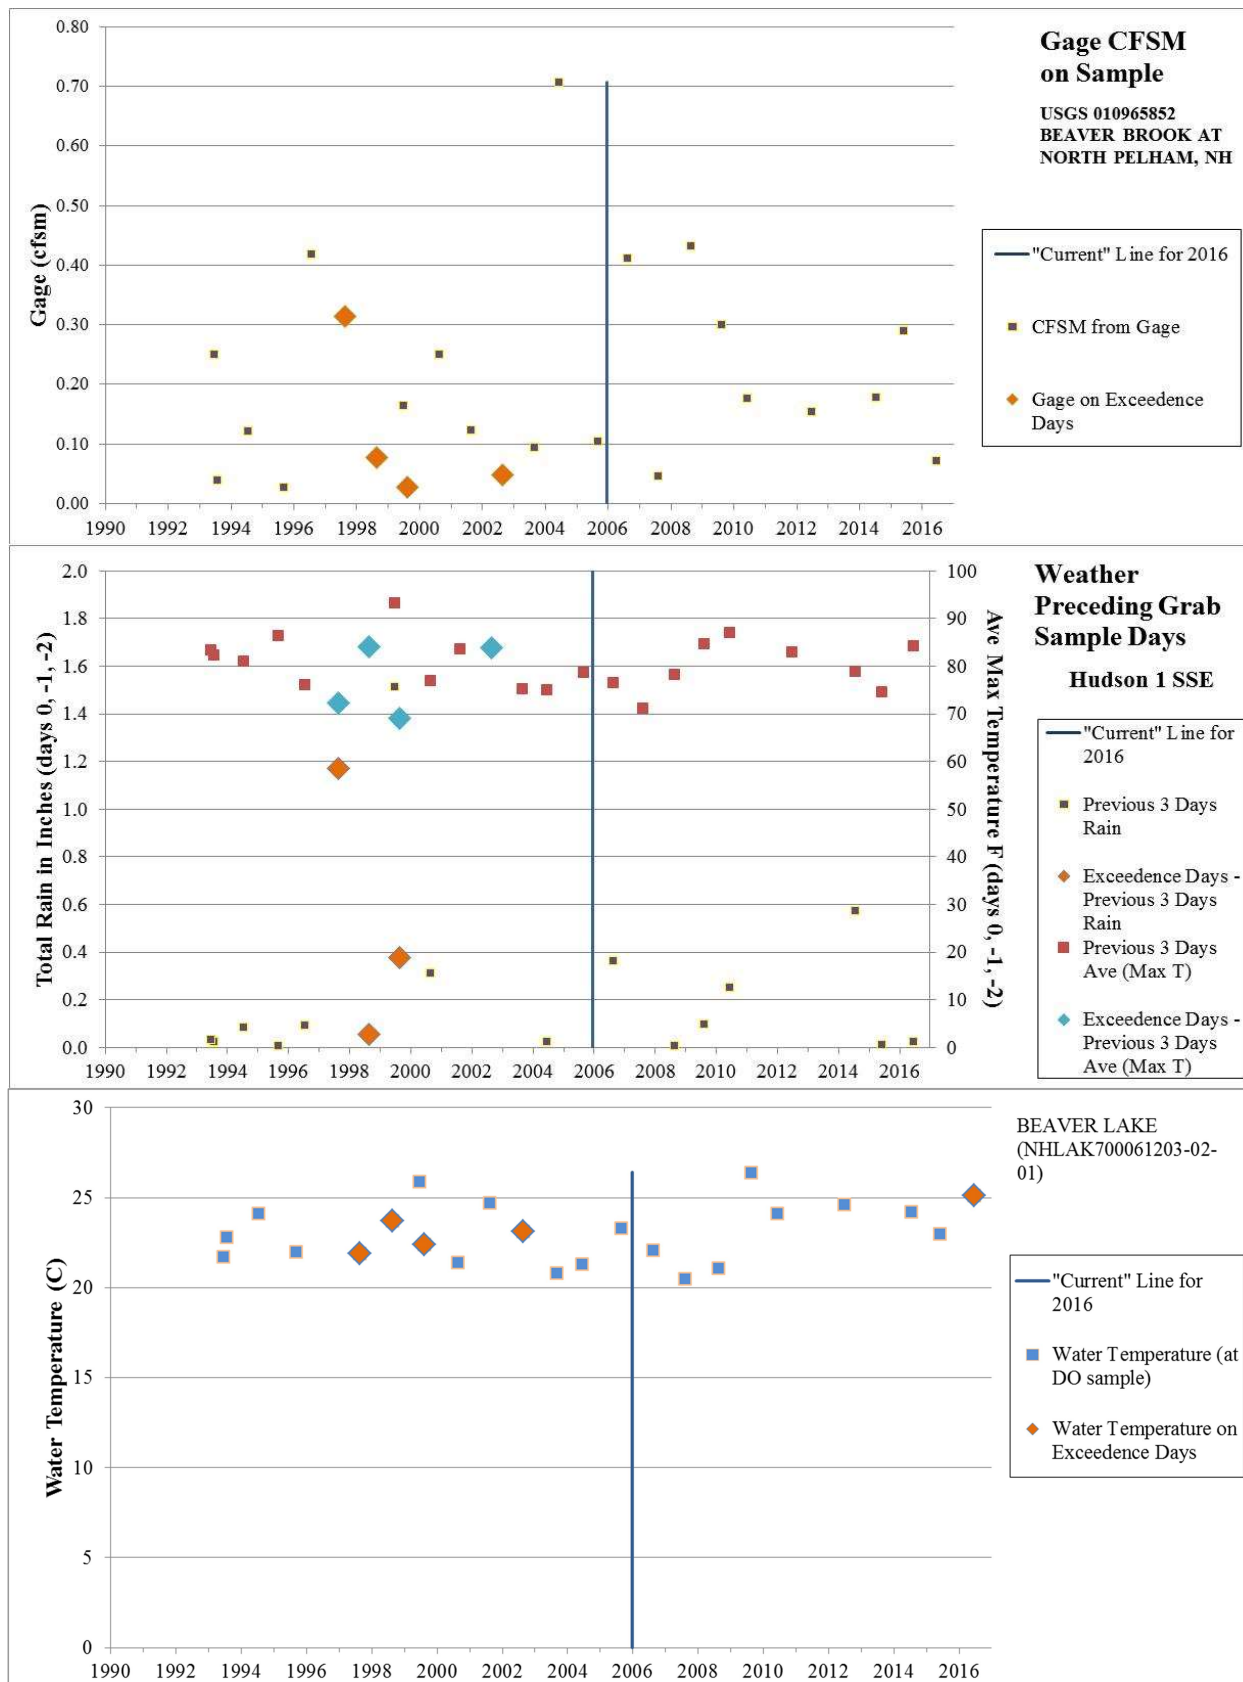 Gage CFSM
on Sample
USGS 010965852
BEAVER BROOK AT
NORTH PELHAM, NH
Gage (cfsm)
0.80
0.70
0.60
0.50
0.40
0.30
0.20
0.10
0.00
1990 1992 1994 1996 1998 2000 2002 2004 2006 2008 2010 2012 2014 2016
"Current" Line for 2016
CFSM from Gage
Gage on Exceedence
Days
Weather
Preceding Grab
Sample Days
Hudson 1 SSE
Total Rain in Inches (days 0, -1, -2)
2.0
1.8
1.6
1.4
1.2
1.0
0.8
0.6
0.4
0.2
0.0
1990 1992 1994 1996 1998 2000 2002 2004 2006 2008 2010 2012 2014 2016
100
90
80
70
60
50
40
30
20
10
0
Ave Max Temperature F (days 0, -1, -2)
"Current" Line for
2016
Previous 3 Days
Rain
Exceedence Days -
Previous 3 Days
Rain
Previous 3 Days
Ave (Max T)
Exceedence Days -
Previous 3 Days
Ave (Max T)
BEAVER LAKE
(NHLAK700061203-02-
01)
Water Temperature (C)
30
25
20
15
10
5
0
1990 1992 1994 1996 1998 2000 2002 2004 2006 2008 2010 2012 2014 2016
"Current" Line for
2016
Water Temperature (at
DO sample)
Water Temperature on
Exceedence Days